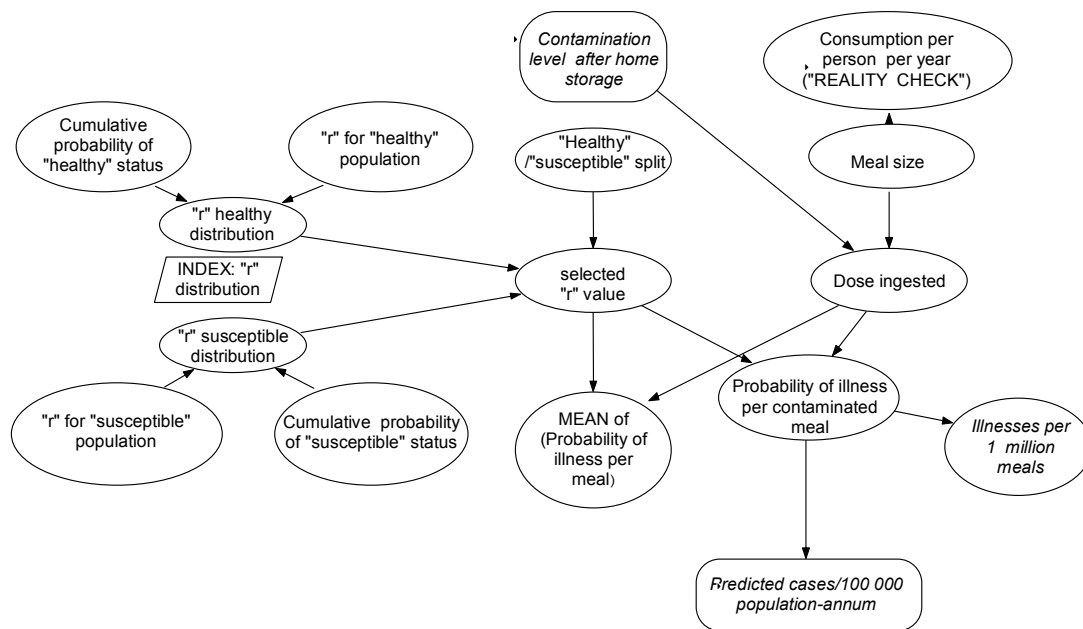 Contamination
level after home
storage
Consumption per
person per year
("REALITY CHECK")
Cumulative
probability of
"healthy" status
"r" for "healthy"
population
"Healthy"
/"susceptible" split
Meal size
"r" healthy
distribution
INDEX: "r"
distribution
selected
"r" value
Dose ingested
"r" susceptible
distribution
"r" for "susceptible"
population
Cumulative probability
of "susceptible" status
MEAN of
(Probability of
illness per
meal)
Probability of illness
per contaminated
meal
Illnesses per
1 million
meals
Predicted cases/100 000
population-annum